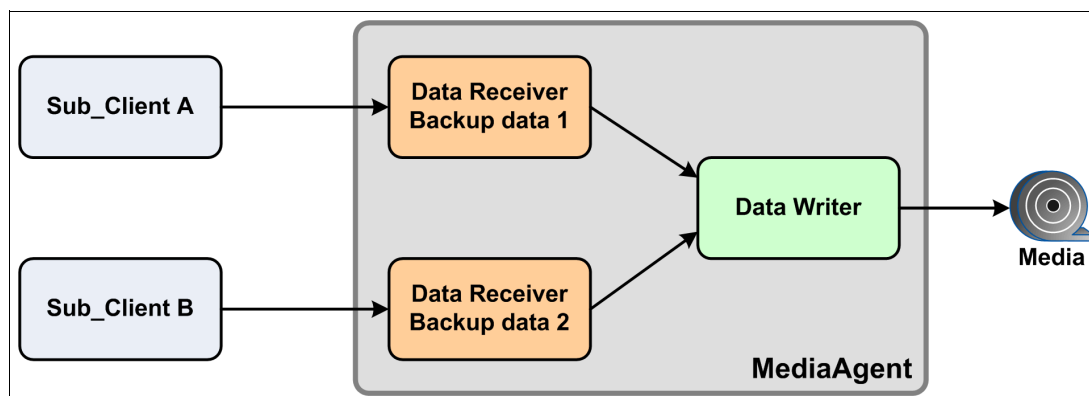 Sub_Client A
Data Receiver
Backup data 1
Data Writer
Media
Sub_Client B
Data Receiver
Backup data 2
MediaAgent